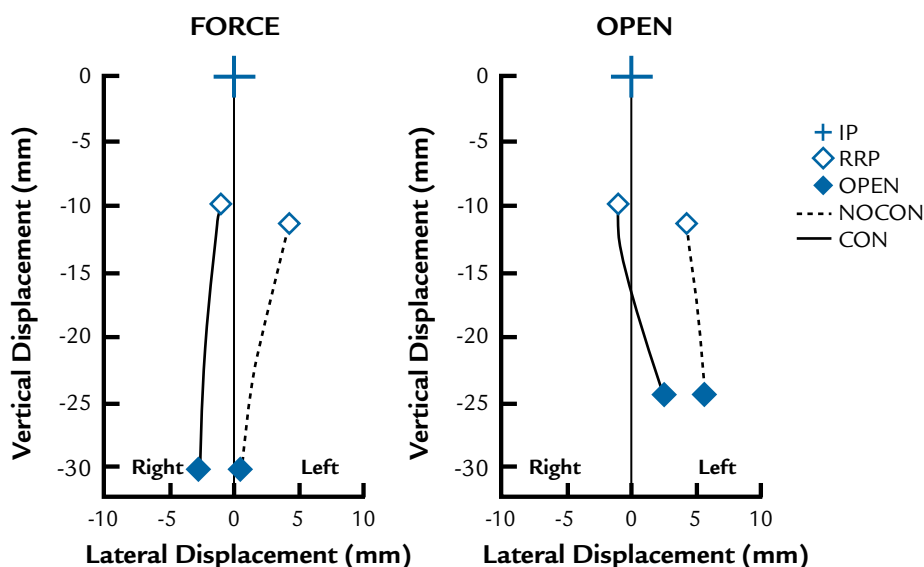 FORCE
OPEN
Vertical Displacement (mm)
0
-5
-10
-15
-20
-25
-30
Right
Left
-10
-5
0
5
10
Lateral Displacement (mm)
Vertical Displacement (mm)
0
-5
-10
-15
-20
-25
-30
Right
Left
-10
-5
0
5
10
Lateral Displacement (mm)
IP
RRP
OPEN
NOCON
CON